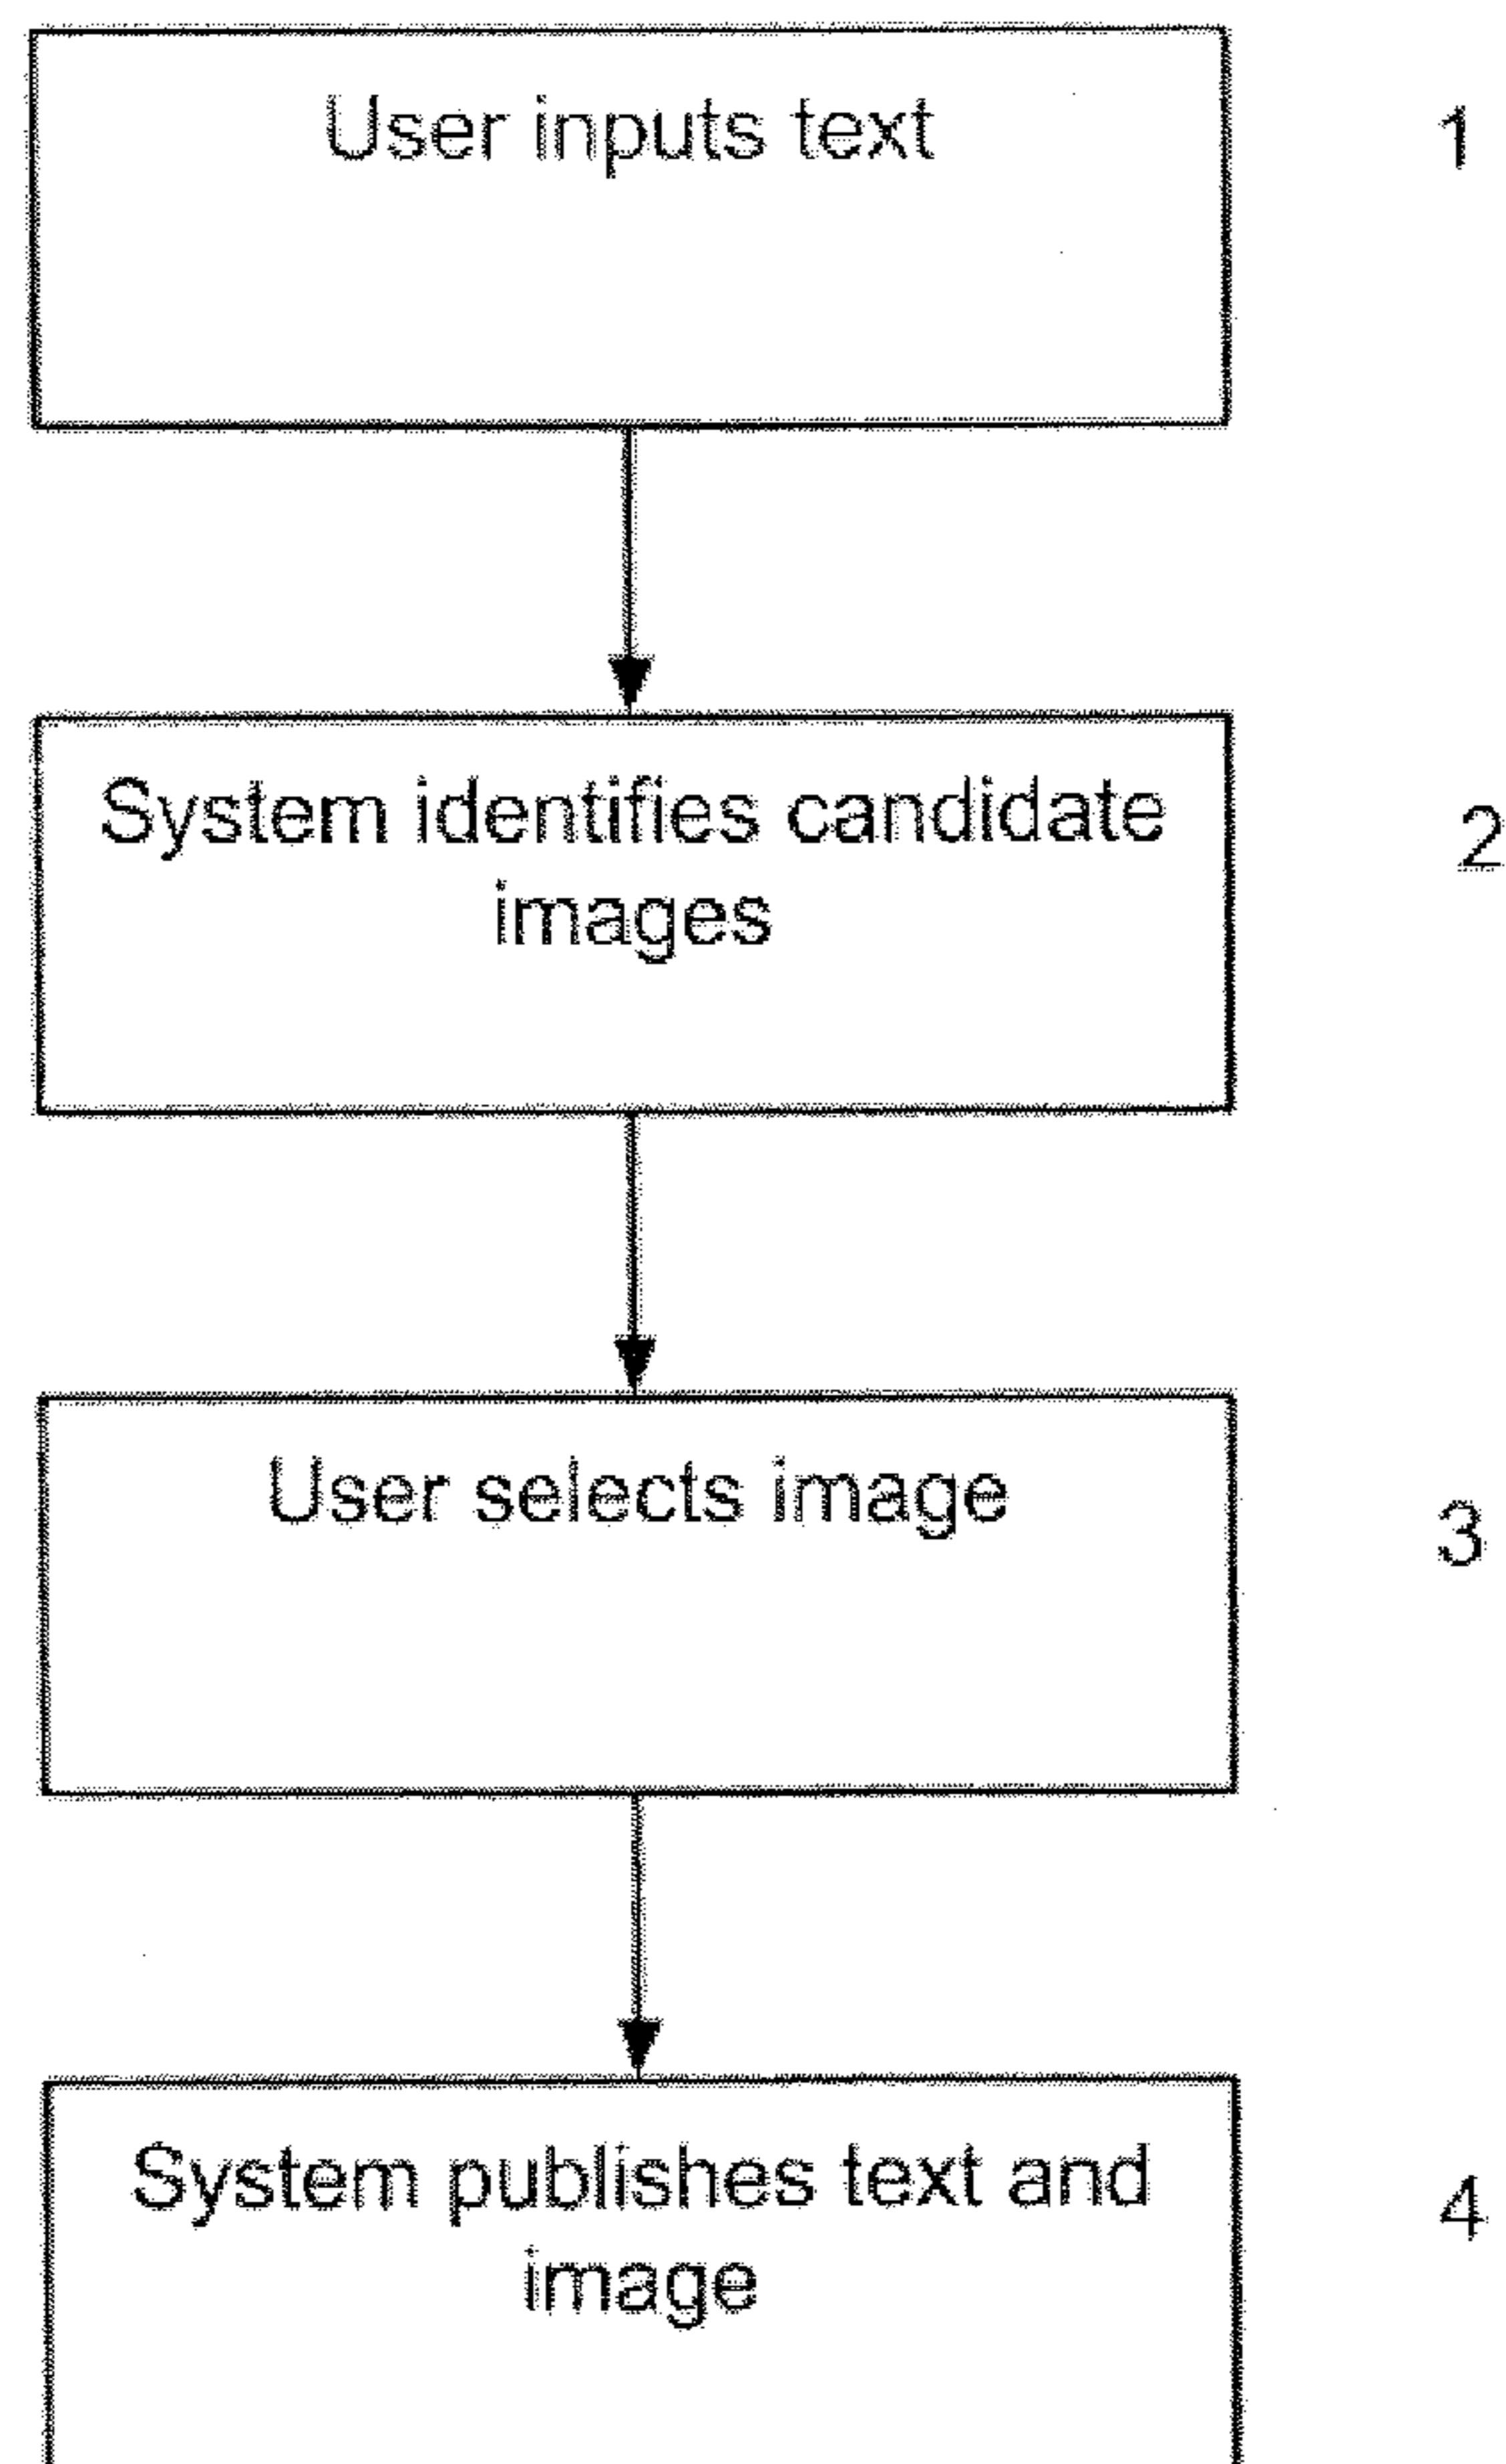 User inputs text
1
System identifies candidate
images
2
User selects image
3
System publishes text and
image
4